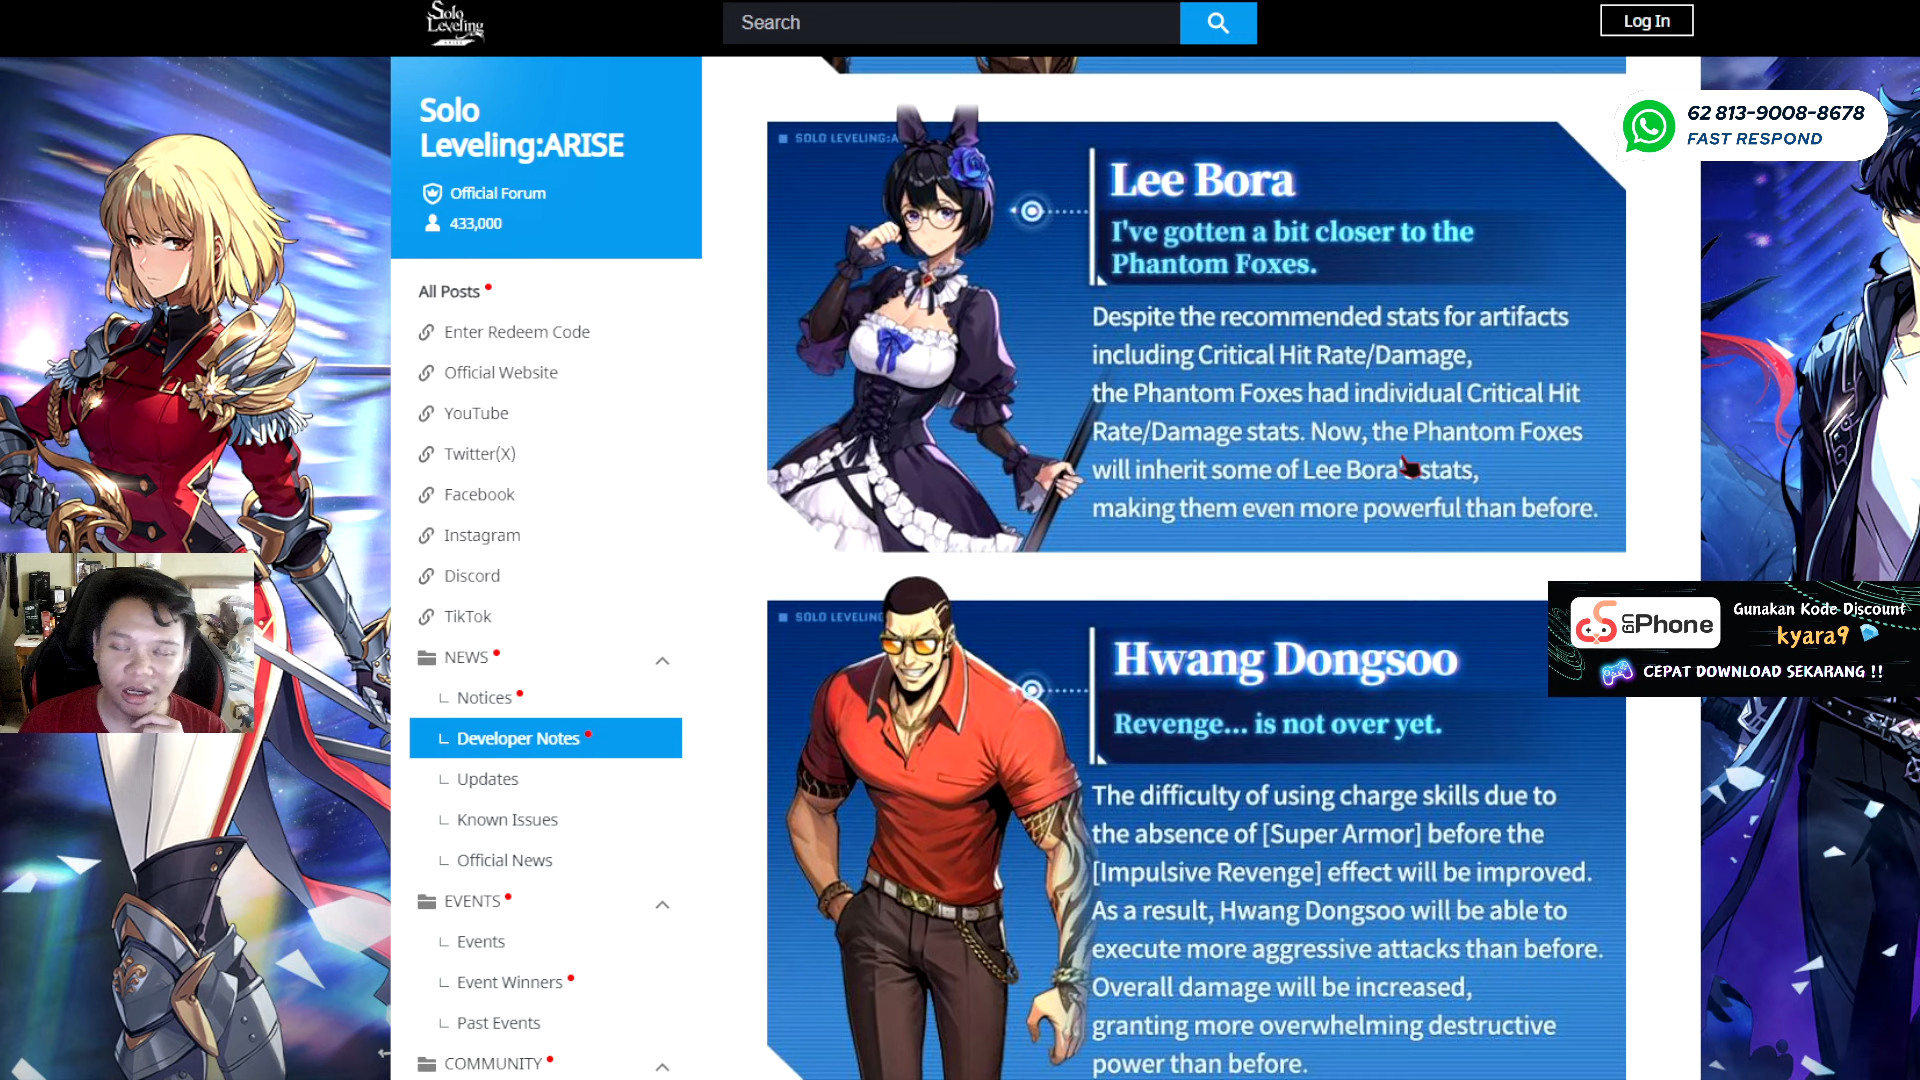 Solo
Leveling
ARISE
Search
Log In
Solo
Leveling:ARISE
Official Forum
433,000
All Posts
Enter Redeem Code
Official Website
YouTube
Twitter(X)
Facebook
Instagram
Discord
TikTok
NEWS
Notices
Developer Notes
Updates
Known Issues
Official News
EVENTS
Events
Event Winners
Past Events
COMMUNITY
SOLO LEVELING:A
Lee Bora
I've gotten a bit closer to the
Phantom Foxes.
Despite the recommended stats for artifacts
including Critical Hit Rate/Damage,
the Phantom Foxes had individual Critical Hit
Rate/Damage stats. Now, the Phantom Foxes
will inherit some of Lee Bora stats,
making them even more powerful than before.
SOLO LEVELING
Hwang Dongsoo
Revenge... is not over yet.
The difficulty of using charge skills due to
the absence of [Super Armor] before the
[Impulsive Revenge] effect will be improved.
As a result, Hwang Dongsoo will be able to
execute more aggressive attacks than before.
Overall damage will be increased,
granting more overwhelming destructive
power than before.
62 813-9008-8678
FAST RESPOND
Phone
Gunakan Kode Discount
kyara9
CEPAT DOWNLOAD SEKARANG !!